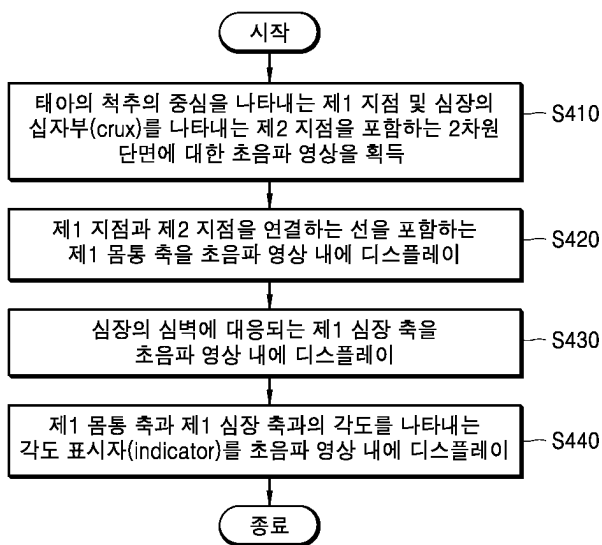 시작
태아의 척추의 중심을 나타내는 제1 지점 및 심장의
십자부(crux)를 나타내는 제2 지점을 포함하는 2차원
단면에 대한 초음파 영상을 획득
S410
제1 지점과 제2 지점을 연결하는 선을 포함하는
제1 몸통 축을 초음파 영상 내에 디스플레이
S420
심장의 심벽에 대응되는 제1 심장 축을
초음파 영상 내에 디스플레이
S430
제1 몸통 축과 제1 심장 축과의 각도를 나타내는
각도 표시자(indicator)를 초음파 영상 내에 디스플레이
S440
종료